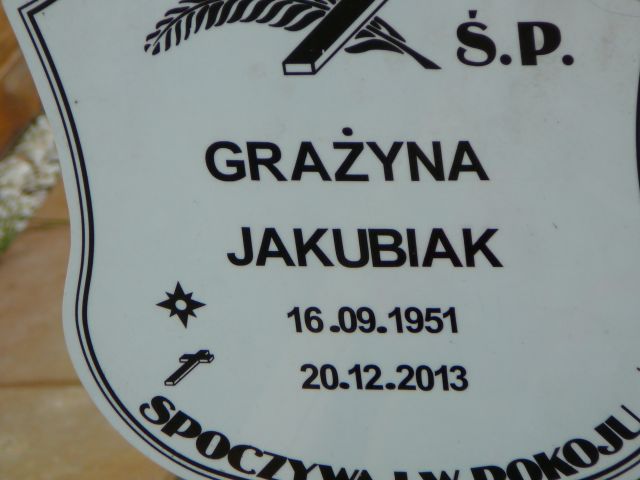 Ś.P.
GRAŻYNA
JAKUBIAK
16.09.1951
20.12.2013
SPOCZYWAJ W POKOJU